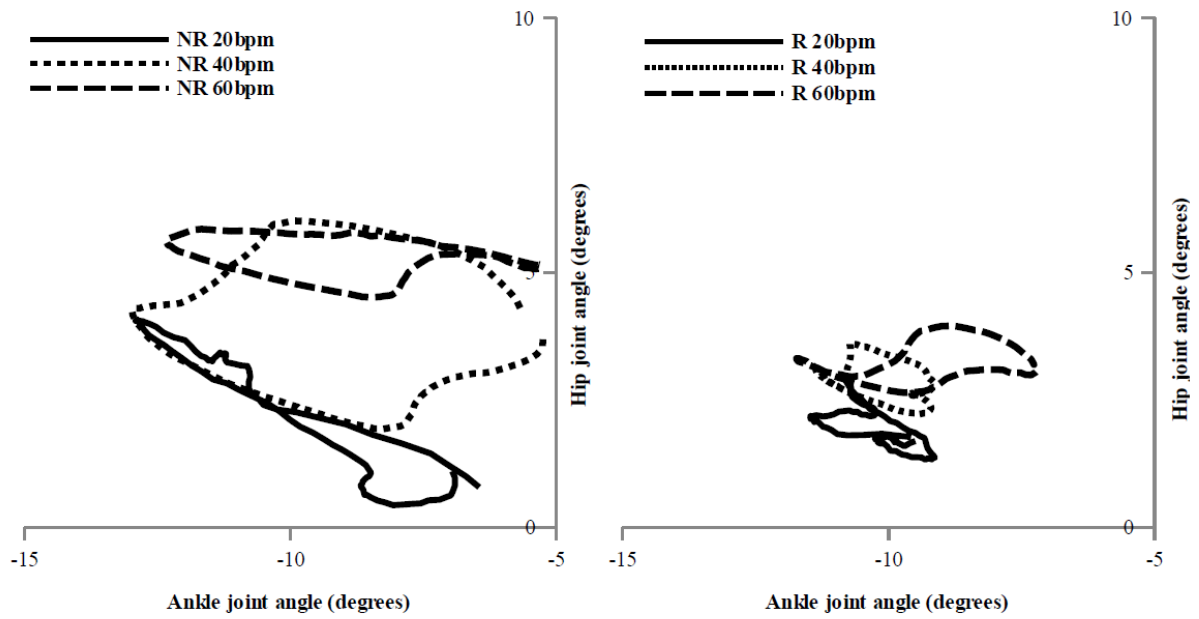 10
NR 20bpm
NR 40bpm
NR 60bpm
5
Hip joint angle (degrees)
0
-15
-10
-5
Ankle joint angle (degrees)
10
R 20bpm
R 40bpm
R 60bpm
5
Hip joint angle (degrees)
0
-15
-10
-5
Ankle joint angle (degrees)